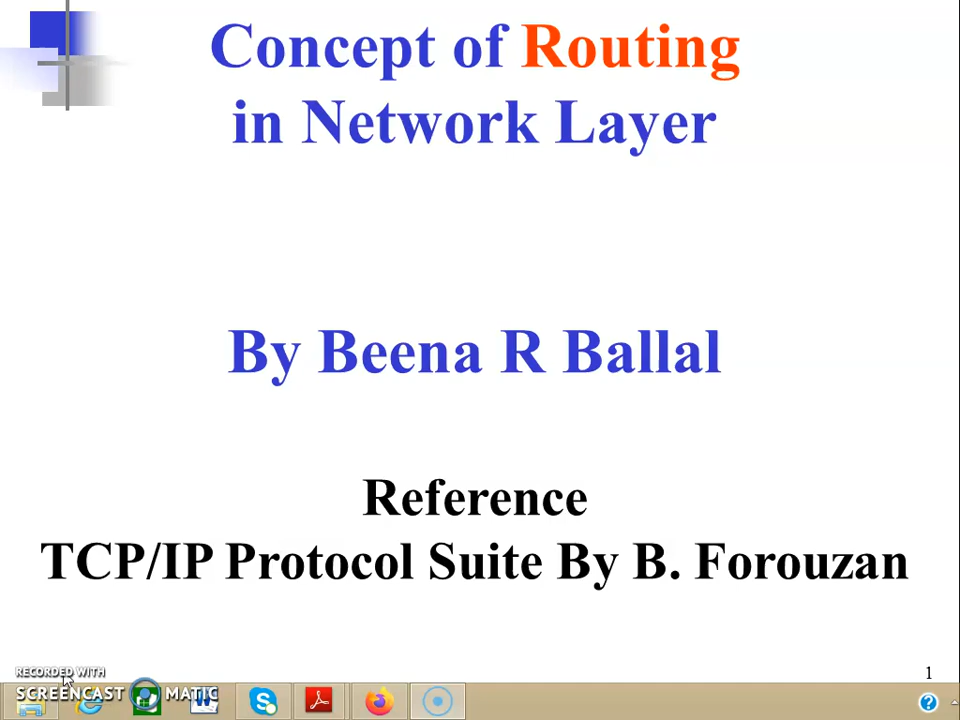 Concept of Routing
in Network Layer
By Beena R Ballal
Reference
TCP/IP Protocol Suite By B. Forouzan
1
RECORDED WITH
SCREENCAST MATIC